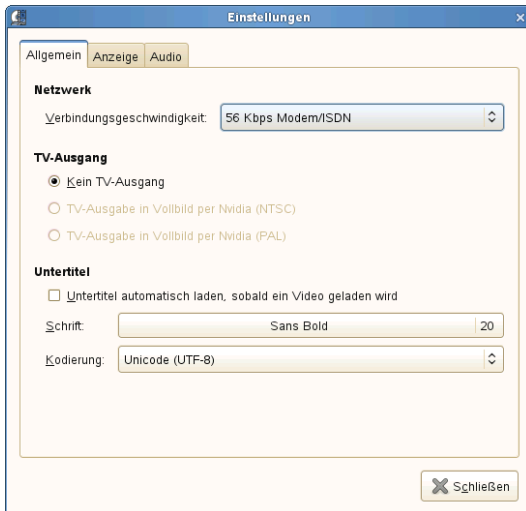 Einstellungen
Allgemein Anzeige Audio
Netzwerk
Verbindungsgeschwindigkeit: 56 Kbps Modem/ISDN
TV-Ausgang
Kein TV-Ausgang
TV-Ausgabe in Vollbild per Nvidia (NTSC)
TV-Ausgabe in Vollbild per Nvidia (PAL)
Untertitel
Untertitel automatisch laden, sobald ein Video geladen wird
Schrift: Sans Bold 20
Kodierung: Unicode (UTF-8)
Schließen